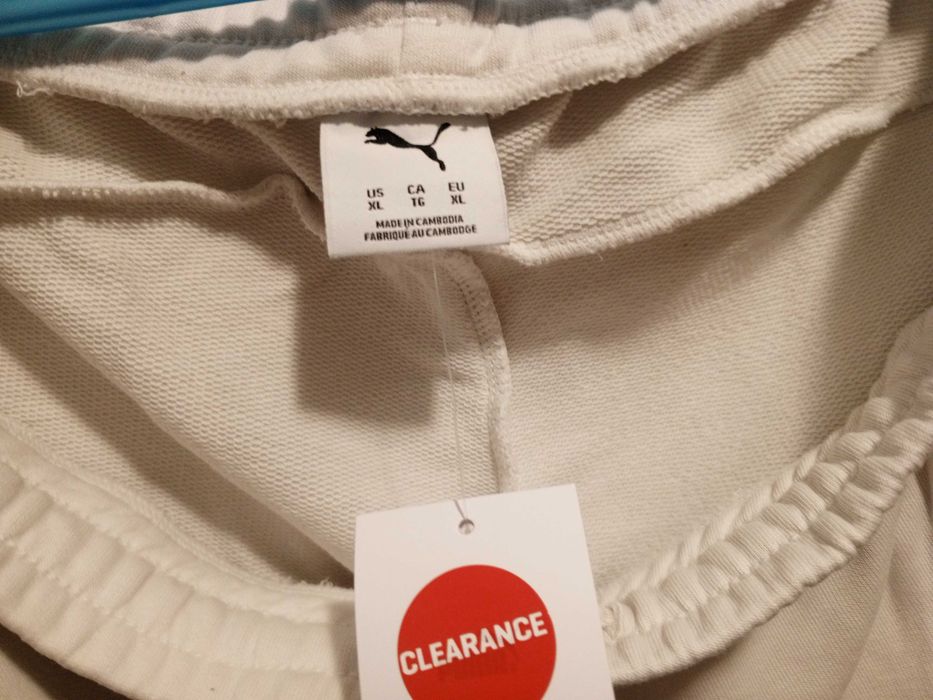 US CA EU
XL TG XL
MADE IN CAMBODIA
FABRIQUÉ AU CAMBODGE
CLEARANCE